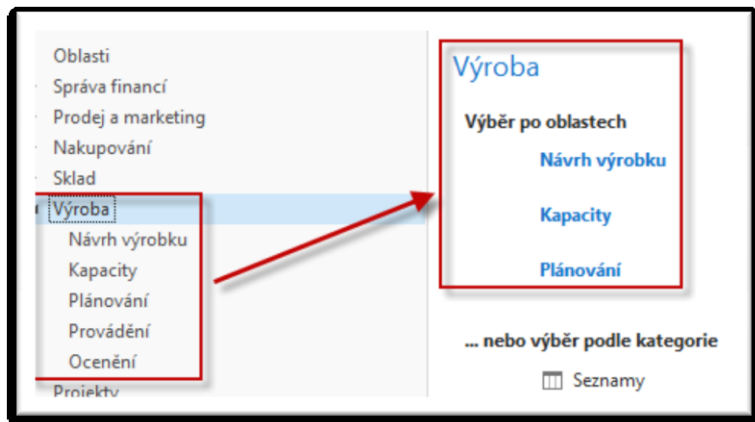 Oblasti
Správa financí
Prodej a marketing
Nakupování
Sklad
Výroba
Návrh výrobku
Kapacity
Plánování
Provádění
Ocenění
Projekty
Výroba
Výběr po oblastech
Návrh výrobku
Kapacity
Plánování
... nebo výběr podle kategorie
Seznamy